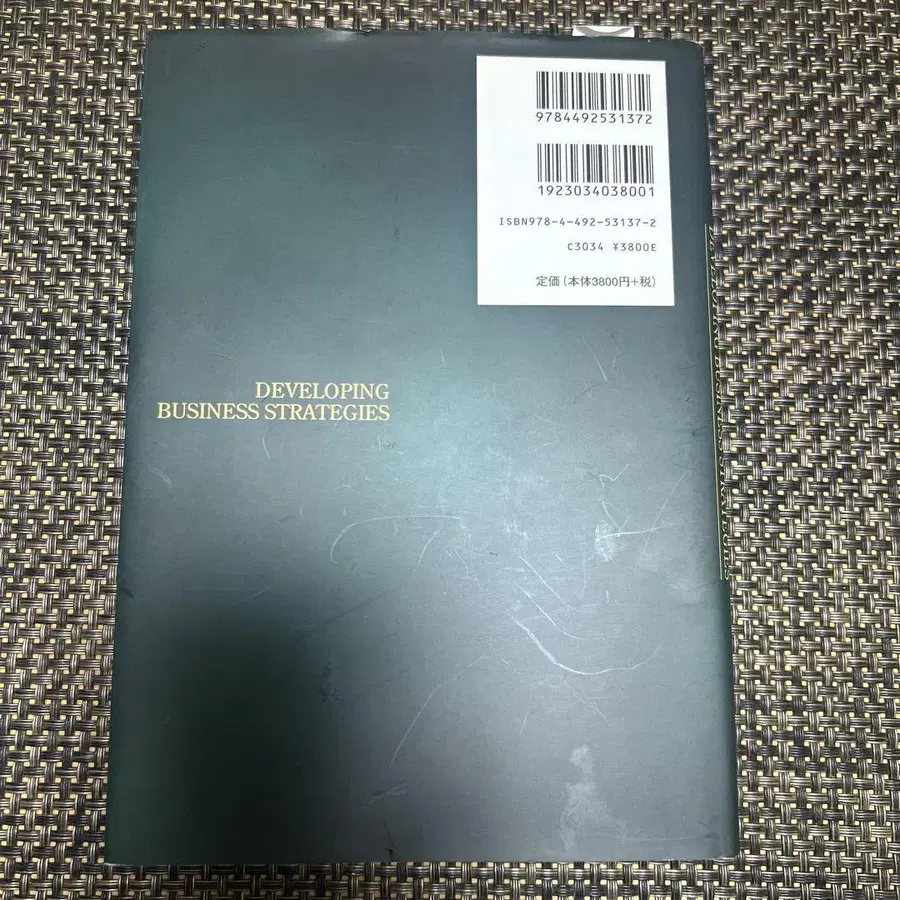 9784492531372
1923034038001
ISBN978-4-492-53137-2
C3034 ¥3800E
定価(本体3800円+税)
DEVELOPING
BUSINESS STRATEGIES